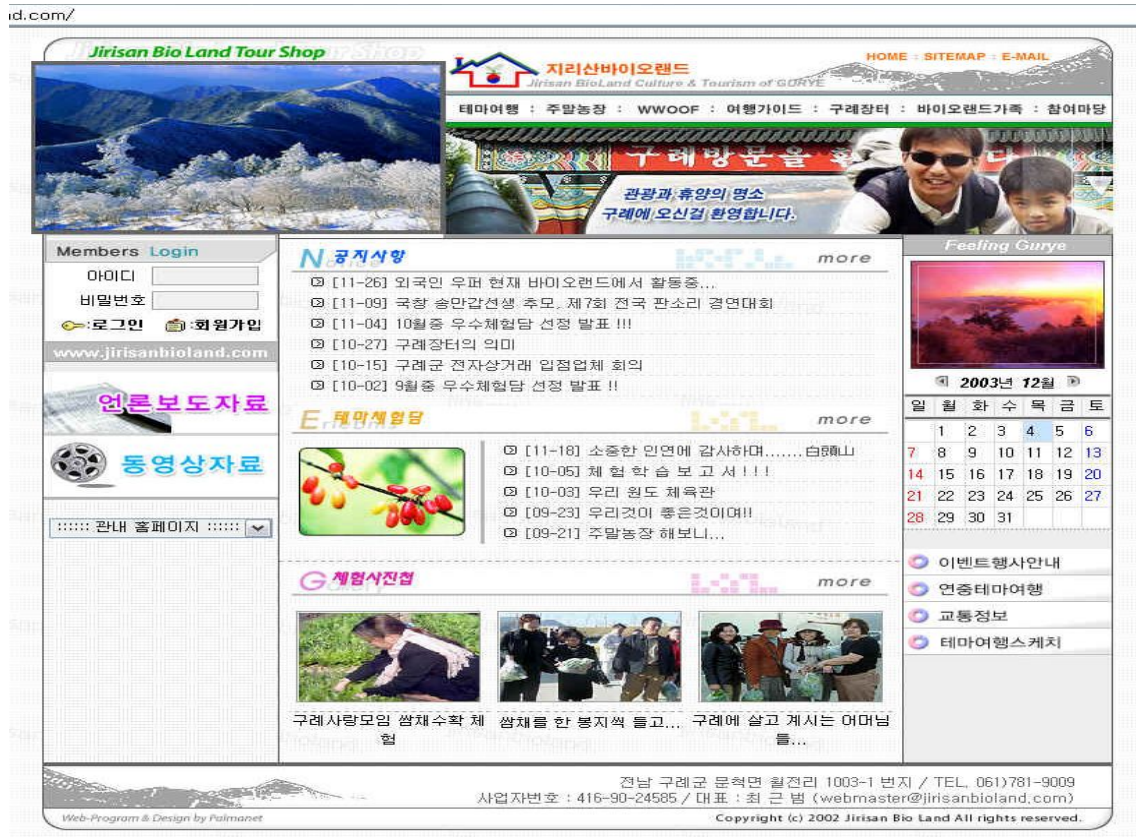 d.com/
Jirisan Bio Land Tour Shop
지리산바이오랜드
Jirisan BioLand Culture & Tourism of GURYE
HOME : SITEMAP : E-MAIL
테마여행 : 주말농장 : WWOOF : 여행가이드 : 구례장터 : 바이오랜드가족 : 참여마당
구례방문을 환 다
관광과 휴양의 명소
구례에 오신걸 환영합니다.
Members Login
아이디
비밀번호
로그인 회원가입
www.jirisanbioland.com
언론보도자료
동영상자료
:::::: 관내 홈페이지 ::::::
Notice 공지사항 more
[11-26] 외국인 우퍼 현재 바이오랜드에서 활동중...
[11-09] 국창 송만갑선생 추모, 제7회 전국 판소리 경연대회
[11-04] 10월중 우수체험담 선정 발표 !!!
[10-27] 구례장터의 의미
[10-15] 구례군 전자상거래 입점업체 회의
[10-02] 9월중 우수체험담 선정 발표 !!
테마체험담 more
[11-18] 소중한 인연에 감사하며.......白頭山
[10-05] 체 험 학 습 보 고 서 ! ! !
[10-03] 우리 원도 체육관
[09-23] 우리것이 좋은것이여!!
[09-21] 주말농장 해보니...
Gallery 체험사진첩 more
구례사랑모임 쌈채수확 체험
쌈채를 한 봉지씩 들고...
구례에 살고 계시는 어머님들...
Feeling Gurye
2003년 12월
일 월 화 수 목 금 토
1 2 3 4 5 6
7 8 9 10 11 12 13
14 15 16 17 18 19 20
21 22 23 24 25 26 27
28 29 30 31
이벤트행사안내
연중테마여행
교통정보
테마여행스케치
전남 구례군 문척면 월전리 1003-1 번지 / TEL, 061)781-9009
사업자번호 : 416-90-24585 / 대표 : 최 근 범 (webmaster@jirisanbioland.com)
Web-Program & Design by Palmanet
Copyright (c) 2002 Jirisan Bio Land All rights reserved.